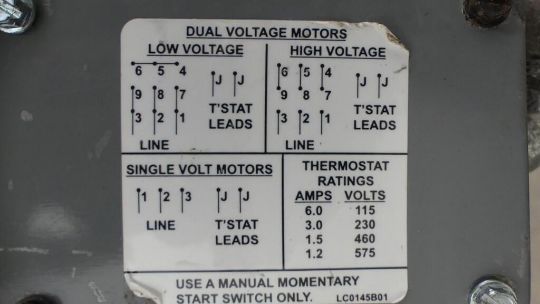 DUAL VOLTAGE MOTORS
LOW VOLTAGE
6 5 4
J J
9 8 7
T'STAT
3 2 1
LEADS
LINE
HIGH VOLTAGE
6 5 4
J J
9 8 7
T'STAT
3 2 1
LEADS
LINE
SINGLE VOLT MOTORS
1 2 3 J J
LINE T'STAT
LEADS
THERMOSTAT
RATINGS
AMPS VOLTS
6.0 115
3.0 230
1.5 460
1.2 575
USE A MANUAL MOMENTARY
START SWITCH ONLY. LC0145B01